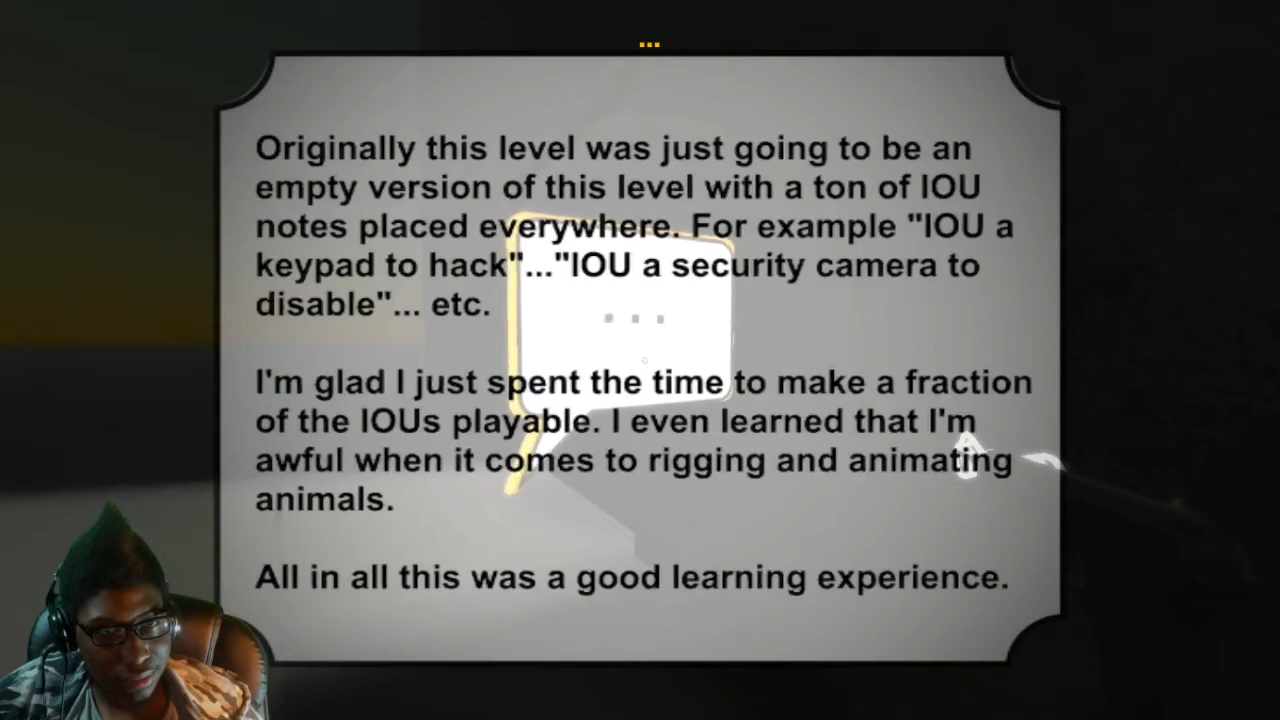 ...
Originally this level was just going to be an
empty version of this level with a ton of IOU
notes placed everywhere. For example "IOU a
keypad to hack"..."IOU a security camera to
disable"... etc.
I'm glad I just spent the time to make a fraction
of the IOUs playable. I even learned that I'm
awful when it comes to rigging and animating
animals.
All in all this was a good learning experience.